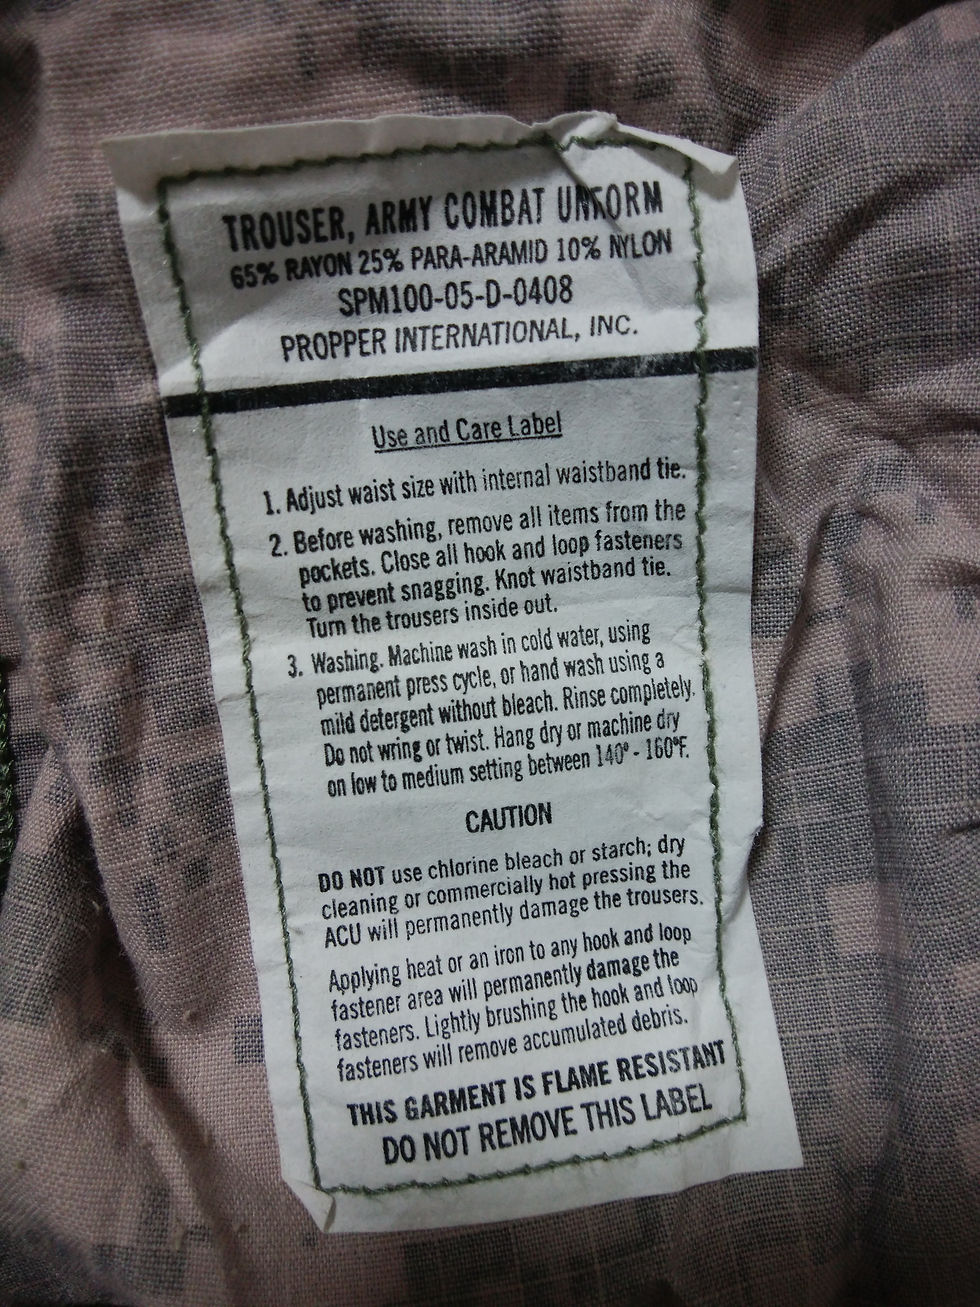 TROUSER, ARMY COMBAT UNIFORM
65% RAYON 25% PARA-ARAMID 10% NYLON
SPM100-05-D-0408
PROPPER INTERNATIONAL, INC.
Use and Care Label
1. Adjust waist size with internal waistband tie.
2. Before washing, remove all items from the
pockets. Close all hook and loop fasteners
to prevent snagging. Knot waistband tie.
Turn the trousers inside out.
3. Washing. Machine wash in cold water, using
permanent press cycle, or hand wash using a
mild detergent without bleach. Rinse completely.
Do not wring or twist. Hang dry or machine dry
on low to medium setting between 140° - 160°F.
CAUTION
DO NOT use chlorine bleach or starch; dry
cleaning or commercially hot pressing the
ACU will permanently damage the trousers.
Applying heat or an iron to any hook and loop
fastener area will permanently damage the
fasteners. Lightly brushing the hook and loop
fasteners will remove accumulated debris.
THIS GARMENT IS FLAME RESISTANT
DO NOT REMOVE THIS LABEL